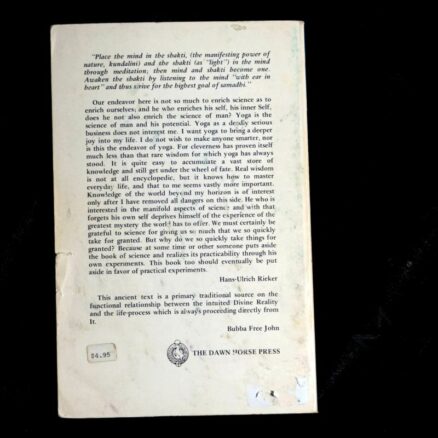 "Place the mind in the shakti, (the manifesting power of
nature, kundalini) and the shakti (as "light") in the mind
through meditation, then mind and shakti become one.
Awaken the shakti by listening to the mind "with ear in
heart" and thus strive for the highest goal of samadhi."
Our endeavor here is not so much to enrich science as to
enrich ourselves; and he who enriches his self, his inner Self,
does he not also enrich the science of man? Yoga is the
science of man and his potential. Yoga as a deadly serious
business does not interest me. I want yoga to bring a deeper
joy into my life. I do not wish to make anyone smarter, nor
is this the endeavor of yoga. For cleverness has proven itself
much less than that rare wisdom for which yoga has always
stood. It is quite easy to accumulate a vast store of
knowledge and still get under the wheel of fate. Real wisdom
is not at all encyclopedic, but it knows how to master
everyday life, and that to me seems vastly more important.
Knowledge of the world beyond my horizon is of interest
only after I have removed all dangers on this side. He who is
interested in the manifold aspects of science and with that
forgets his own self deprives himself of the experience of the
greatest mystery the world has to offer. We must certainly be
grateful to science for giving us so much that we so quickly
take for granted. But why do we so quickly take things for
granted? Because at some time or other someone puts aside
the book of science and realizes its practicability through his
own experiments. This book too should eventually be put
aside in favor of practical experiments.
Hans-Ulrich Rieker
This ancient text is a primary traditional source on the
functional relationship between the intuited Divine Reality
and the life-process which is always proceeding directly from
It.
Bubba Free John
$4.95
THE DAWN HORSE PRESS